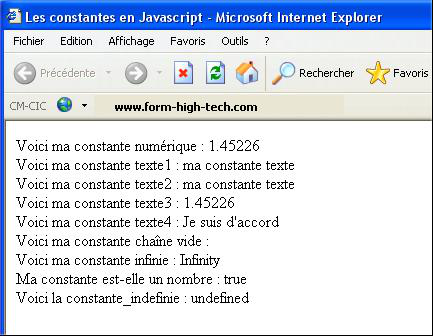 Les constantes en Javascript - Microsoft Internet Explorer
Fichier Edition Affichage Favoris Outils ?
Précédente Rechercher Favoris
CM-CIC www.form-high-tech.com
Voici ma constante numérique : 1.45226
Voici ma constante texte1 : ma constante texte
Voici ma constante texte2 : ma constante texte
Voici ma constante texte3 : 1.45226
Voici ma constante texte4 : Je suis d'accord
Voici ma constante chaîne vide :
Voici ma constante infinie : Infinity
Ma constante est-elle un nombre : true
Voici la constante_indefinie : undefined